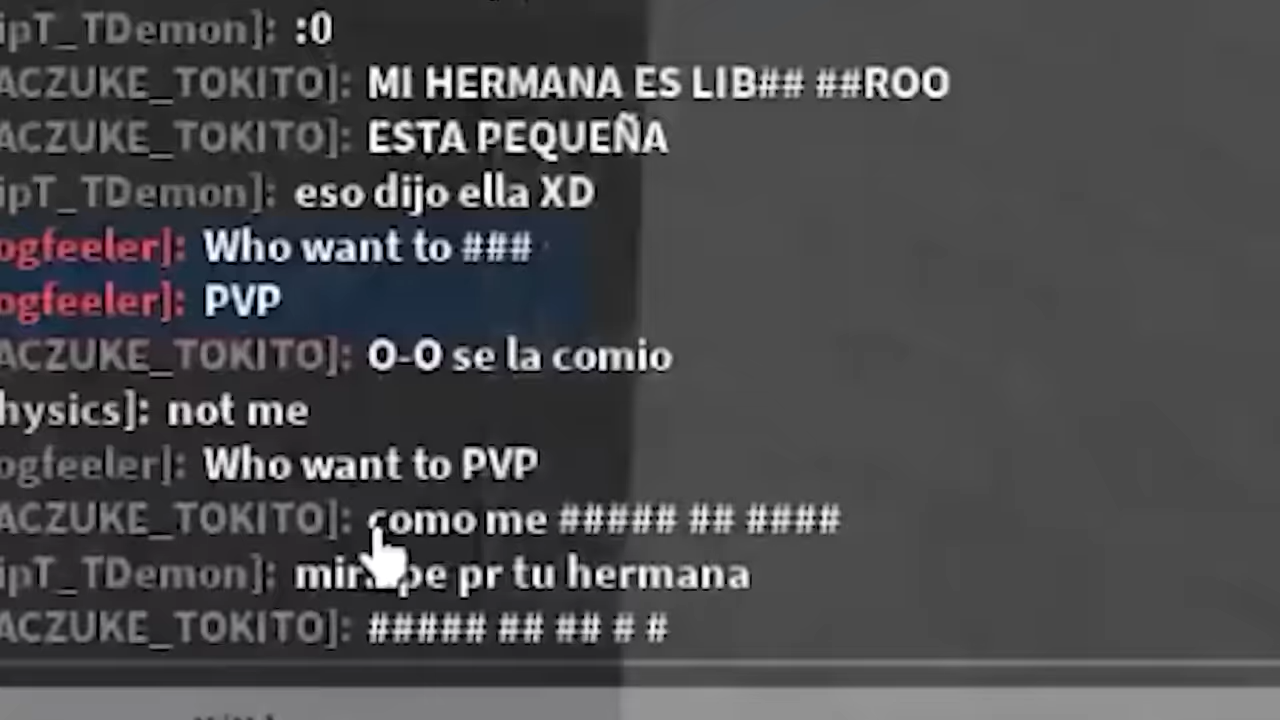 ipT_TDemon]: :0
ACZUKE_TOKITO]: MI HERMANA ES LIB## ##ROO
ACZUKE_TOKITO]: ESTA PEQUEÑA
ipT_TDemon]: eso dijo ella XD
ogfeeler]: Who want to ###
ogfeeler]: PVP
ACZUKE_TOKITO]: O-O se la comio
hysics]: not me
ogfeeler]: Who want to PVP
ACZUKE_TOKITO]: como me ##### ## ####
ipT_TDemon]: pe pr tu hermana
ACZUKE_TOKITO]: ##### ## ## # #